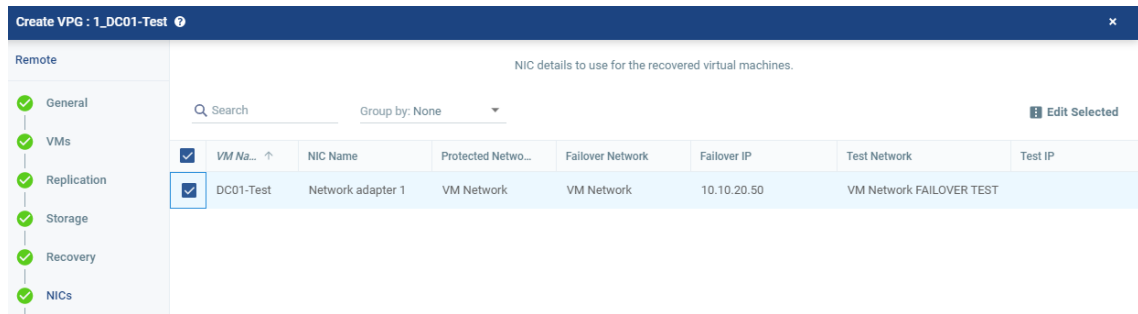 Create VPG : 1_DC01-Test ?
×
Remote
NIC details to use for the recovered virtual machines.
General
Search
Group by: None
Edit Selected
VMs
VM Na... ↑ NIC Name Protected Netwo... Failover Network Failover IP Test Network Test IP
Replication
DC01-Test Network adapter 1 VM Network VM Network 10.10.20.50 VM Network FAILOVER TEST
Storage
Recovery
NICs